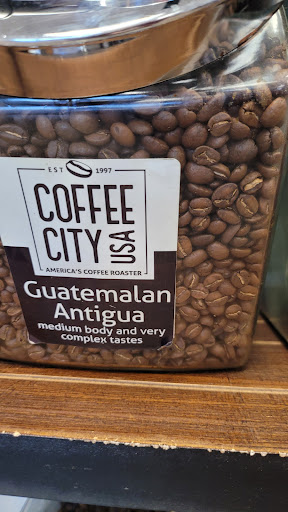 EST 1997
COFFEE
CITY USA
AMERICA'S COFFEE ROASTER
Guatemalan
Antigua
medium body and very
complex tastes